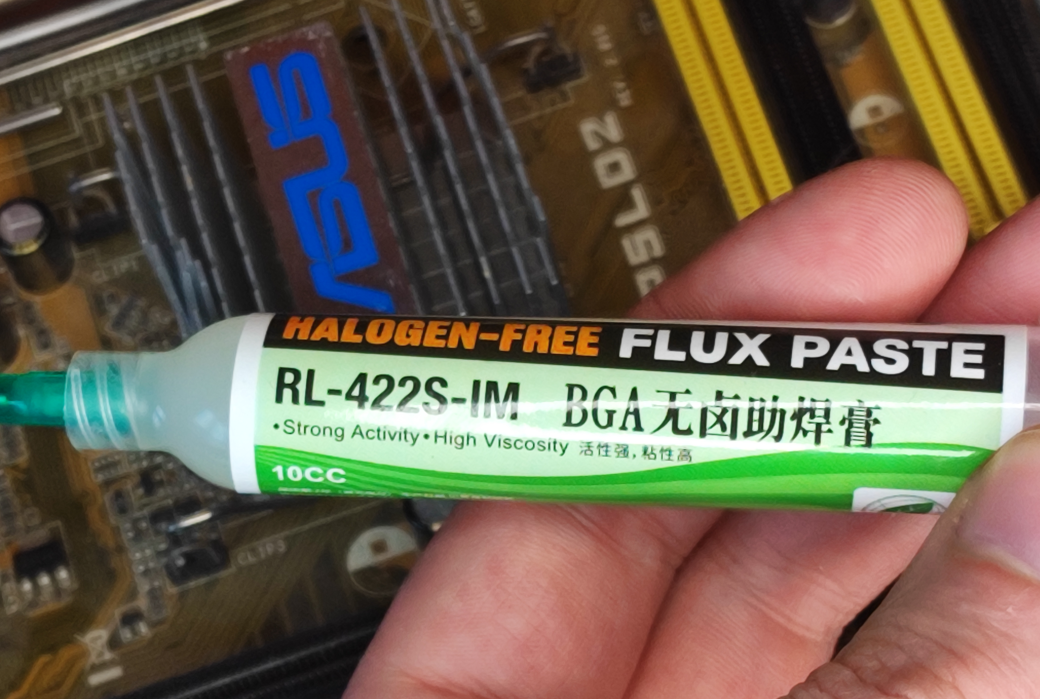 ASUS
HALOGEN-FREE FLUX PASTE
RL-422S-IM BGA无卤助焊膏
•Strong Activity•High Viscosity 活性强,粘性高
10CC
CLTP3